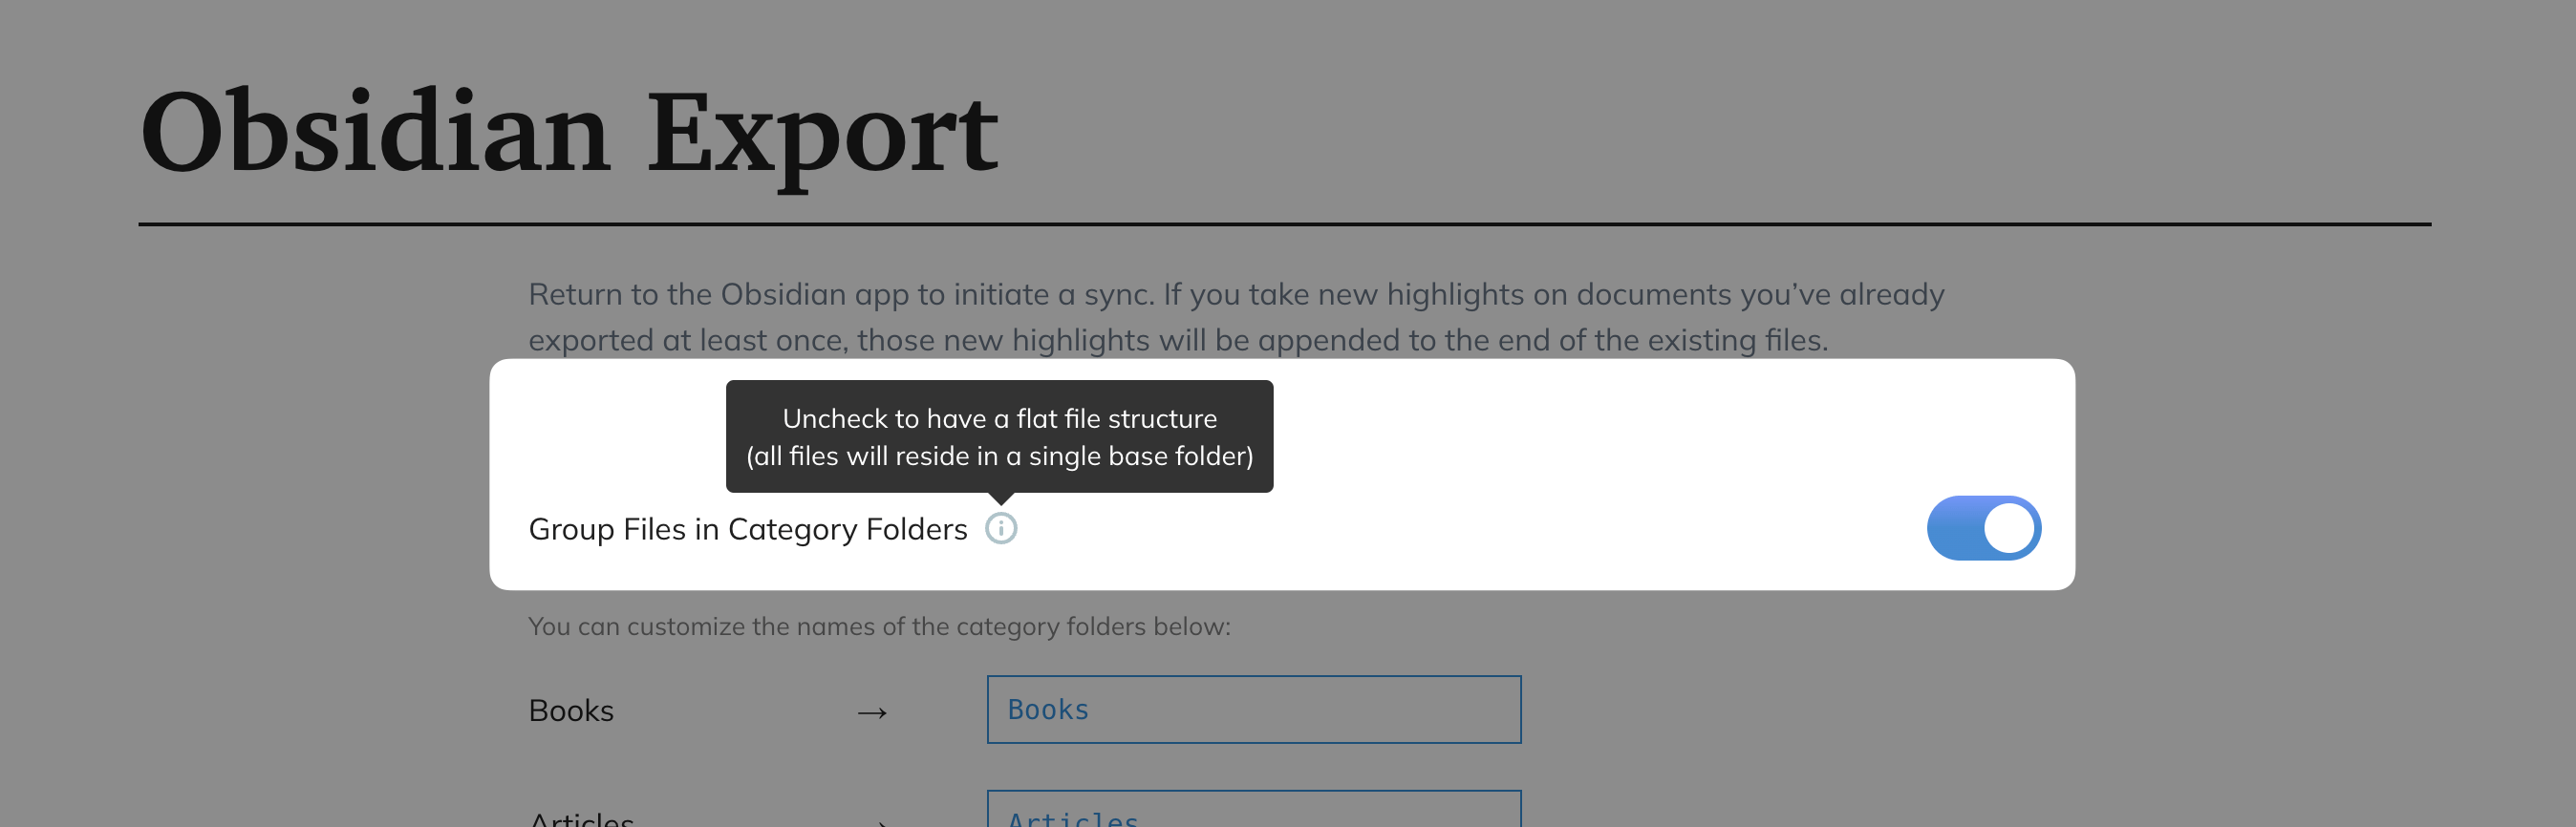 Obsidian Export
Return to the Obsidian app to initiate a sync. If you take new highlights on documents you’ve already
exported at least once, those new highlights will be appended to the end of the existing files.
Uncheck to have a flat file structure
(all files will reside in a single base folder)
Group Files in Category Folders
You can customize the names of the category folders below:
Books → Books
Articles → Articles